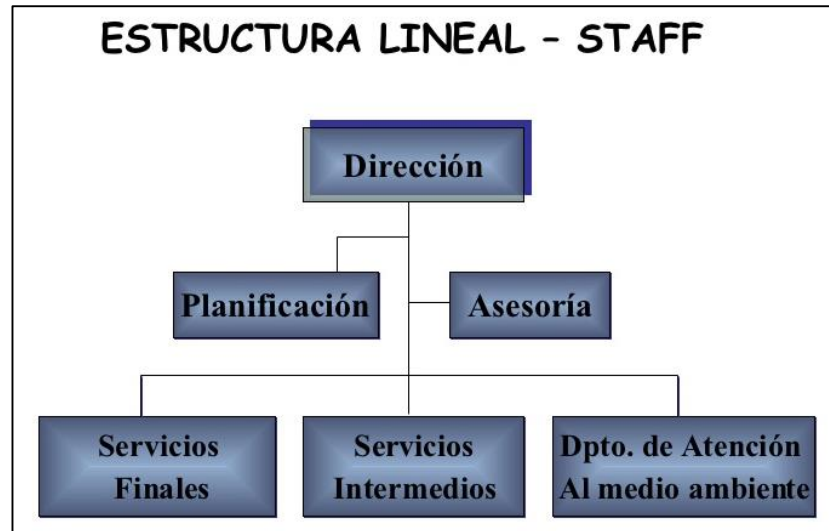 ESTRUCTURA LINEAL – STAFF
Dirección
Planificación
Asesoría
Servicios
Finales
Servicios
Intermedios
Dpto. de Atención
Al medio ambiente